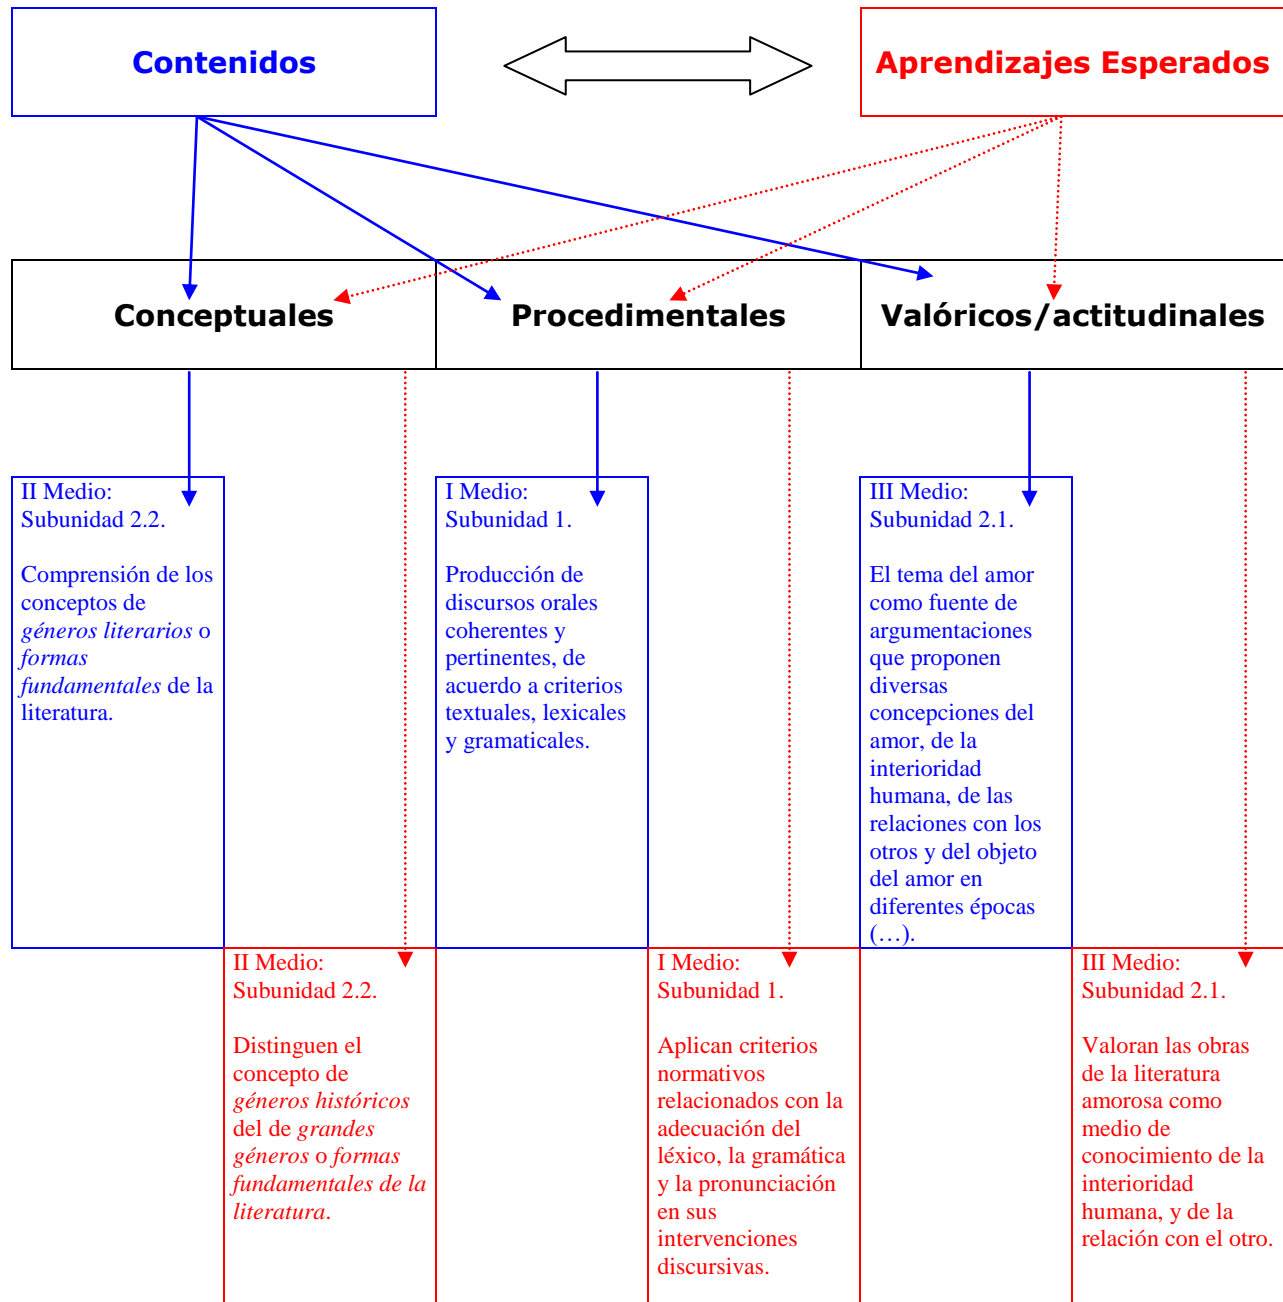 Contenidos
Aprendizajes Esperados
Conceptuales
Procedimentales
Valóricos/actitudinales
II Medio:
Subunidad 2.2.
Comprensión de los
conceptos de
géneros literarios o
formas
fundamentales de la
literatura.
I Medio:
Subunidad 1.
Producción de
discursos orales
coherentes y
pertinentes, de
acuerdo a criterios
textuales, lexicales
y gramaticales.
III Medio:
Subunidad 2.1.
El tema del amor
como fuente de
argumentaciones
que proponen
diversas
concepciones del
amor, de la
interioridad
humana, de las
relaciones con los
otros y del objeto
del amor en
diferentes épocas
(…).
II Medio:
Subunidad 2.2.
Distinguen el
concepto de
géneros históricos
del de grandes
géneros o formas
fundamentales de la
literatura.
I Medio:
Subunidad 1.
Aplican criterios
normativos
relacionados con la
adecuación del
léxico, la gramática
y la pronunciación
en sus
intervenciones
discursivas.
III Medio:
Subunidad 2.1.
Valoran las obras
de la literatura
amorosa como
medio de
conocimiento de la
interioridad
humana, y de la
relación con el otro.